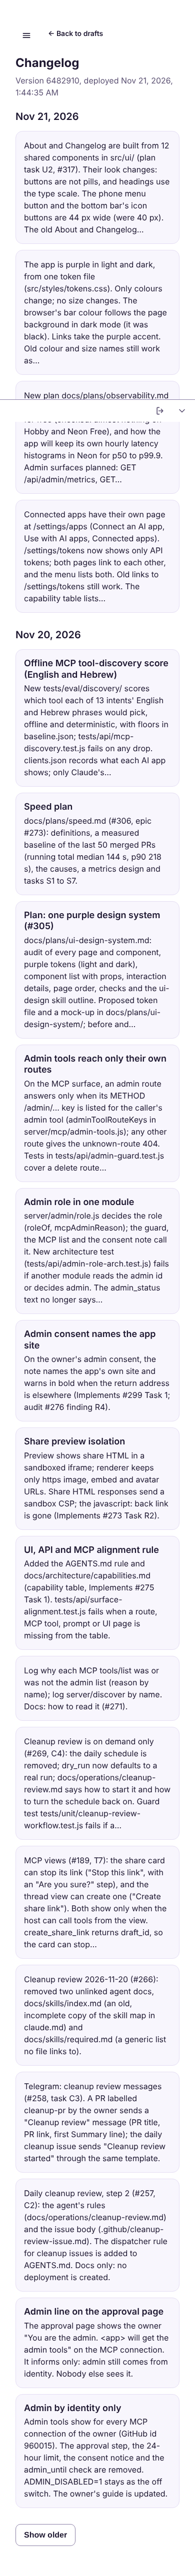 ← Back to drafts
Changelog
Version 6482910, deployed Nov 21, 2026,
1:44:35 AM
Nov 21, 2026
About and Changelog are built from 12
shared components in src/ui/ (plan
task U2, #317). Their look changes:
buttons are not pills, and headings use
the type scale. The phone menu
button and the bottom bar's icon
buttons are 44 px wide (were 40 px).
The old About and Changelog...
The app is purple in light and dark,
from one token file
(src/styles/tokens.css). Only colours
change; no size changes. The
browser's bar colour follows the page
background in dark mode (it was
black). Links take the purple accent.
Old colour and size names still work
as...
New plan docs/plans/observability.md
Hobby and Neon Free), and how the
app will keep its own hourly latency
histograms in Neon for p50 to p99.9.
Admin surfaces planned: GET
/api/admin/metrics, GET...
Connected apps have their own page
at /settings/apps (Connect an AI app,
Use with AI apps, Connected apps).
/settings/tokens now shows only API
tokens; both pages link to each other,
and the menu lists both. Old links to
/settings/tokens still work. The
capability table lists...
Nov 20, 2026
Offline MCP tool-discovery score
(English and Hebrew)
New tests/eval/discovery/ scores
which tool each of 13 intents' English
and Hebrew phrases would pick,
offline and deterministic, with floors in
baseline.json; tests/api/mcp-
discovery.test.js fails on any drop.
clients.json records what each AI app
shows; only Claude's...
Speed plan
docs/plans/speed.md (#306, epic
#273): definitions, a measured
baseline of the last 50 merged PRs
(running total median 144 s, p90 218
s), the causes, a metrics design and
tasks S1 to S7.
Plan: one purple design system
(#305)
docs/plans/ui-design-system.md:
audit of every page and component,
purple tokens (light and dark),
component list with props, interaction
details, page order, checks and the ui-
design skill outline. Proposed token
file and a mock-up in docs/plans/ui-
design-system/; before and...
Admin tools reach only their own
routes
On the MCP surface, an admin route
answers only when its METHOD
/admin/... key is listed for the caller's
admin tool (adminToolRouteKeys in
server/mcp/admin-tools.js); any other
route gives the unknown-route 404.
Tests in tests/api/admin-guard.test.js
cover a delete route...
Admin role in one module
server/admin/role.js decides the role
(roleOf, mcpAdminReason); the guard,
the MCP list and the consent note call
it. New architecture test
(tests/api/admin-role-arch.test.js) fails
if another module reads the admin id
or decides admin. The admin_status
text no longer says...
Admin consent names the app
site
On the owner's admin consent, the
note names the app's own site and
warns in bold when the return address
is elsewhere (Implements #299 Task 1;
audit #276 finding R4).
Share preview isolation
Preview shows share HTML in a
sandboxed iframe; renderer keeps
only https image, embed and avatar
URLs. Share HTML responses send a
sandbox CSP; the javascript: back link
is gone (Implements #273 Task R2).
UI, API and MCP alignment rule
Added the AGENTS.md rule and
docs/architecture/capabilities.md
(capability table, Implements #275
Task 1). tests/api/surface-
alignment.test.js fails when a route,
MCP tool, prompt or UI page is
missing from the table.
Log why each MCP tools/list was or
was not the admin list (reason by
name); log server/discover by name.
Docs: how to read it (#271).
Cleanup review is on demand only
(#269, C4): the daily schedule is
removed; dry_run now defaults to a
real run; docs/operations/cleanup-
review.md says how to start it and how
to turn the schedule back on. Guard
test tests/unit/cleanup-review-
workflow.test.js fails if a...
MCP views (#189, T7): the share card
can stop its link ("Stop this link", with
an "Are you sure?" step), and the
thread view can create one ("Create
share link"). Both show only when the
host can call tools from the view.
create_share_link returns draft_id, so
the card can stop...
Cleanup review 2026-11-20 (#266):
removed two unlinked agent docs,
docs/skills/index.md (an old,
incomplete copy of the skill map in
claude.md) and
docs/skills/required.md (a generic list
no file links to).
Telegram: cleanup review messages
(#258, task C3). A PR labelled
cleanup-pr by the owner sends a
"Cleanup review" message (PR title,
PR link, first Summary line); the daily
cleanup issue sends "Cleanup review
started" through the same template.
Daily cleanup review, step 2 (#257,
C2): the agent's rules
(docs/operations/cleanup-review.md)
and the issue body (.github/cleanup-
review-issue.md). The dispatcher rule
for cleanup issues is added to
AGENTS.md. Docs only: no
deployment is created.
Admin line on the approval page
The approval page shows the owner
"You are the admin. <app> will get the
admin tools" on the MCP connection.
It informs only: admin still comes from
identity. Nobody else sees it.
Admin by identity only
Admin tools show for every MCP
connection of the owner (GitHub id
960015). The approval step, the 24-
hour limit, the consent notice and the
admin_until check are removed.
ADMIN_DISABLED=1 stays as the off
switch. The owner's guide is updated.
Show older